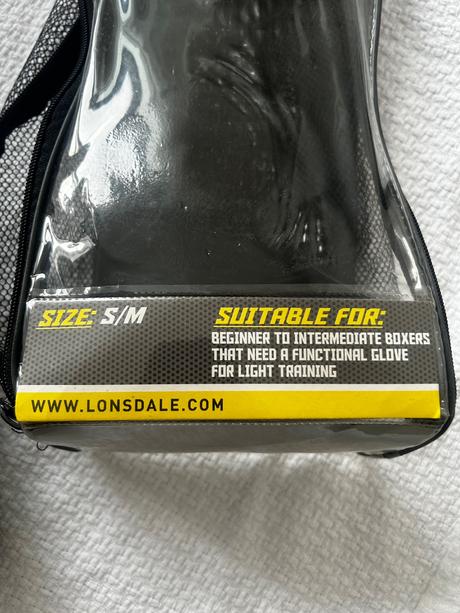 SIZE: S/M
SUITABLE FOR:
BEGINNER TO INTERMEDIATE BOXERS
THAT NEED A FUNCTIONAL GLOVE
FOR LIGHT TRAINING
WWW.LONSDALE.COM